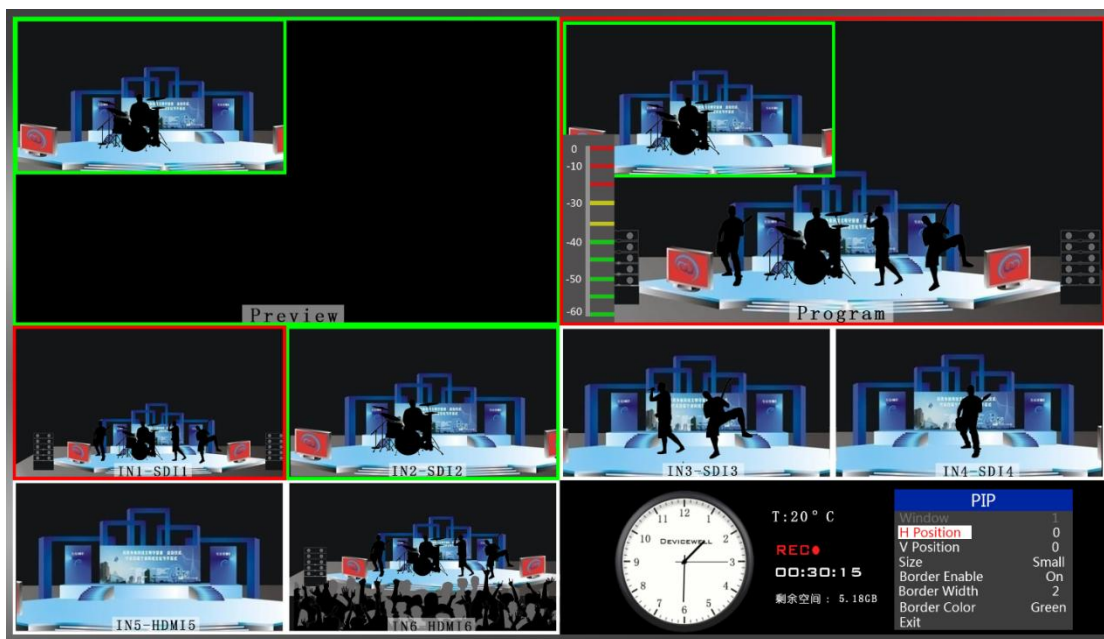 Preview
0
-10
-30
-40
-50
-60
Program
IN1-SDI1
IN2-SDI2
IN3-SDI3
IN4-SDI4
IN5-HDMI5
IN6-HDMI6
12
1
2
3
4
5
6
7
8
9
10
11
DEVICEWELL
T:20°C
REC
00:30:15
剩余空间： 5.18GB
PIP
Window 1
H Position 0
V Position 0
Size Small
Border Enable On
Border Width 2
Border Color Green
Exit